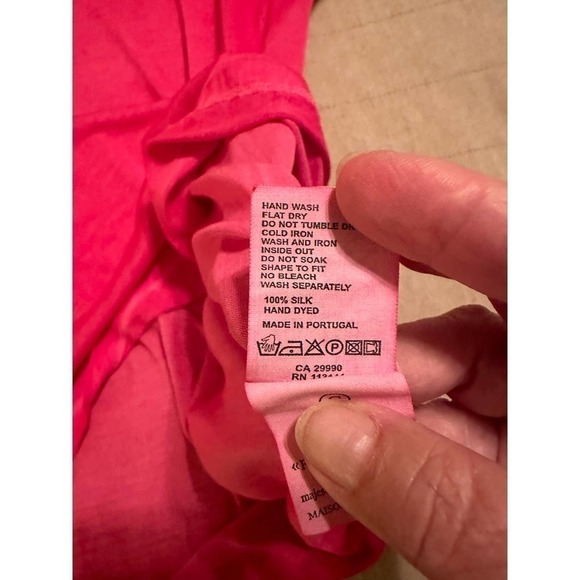 HAND WASH
FLAT DRY
DO NOT TUMBLE
COLD IRON
WASH AND IRON
INSIDE OUT
DO NOT SOAK
SHAPE TO FIT
NO BLEACH
WASH SEPARATELY
100% SILK
HAND DYED
MADE IN PORTUGAL
P
CA 29990
RN